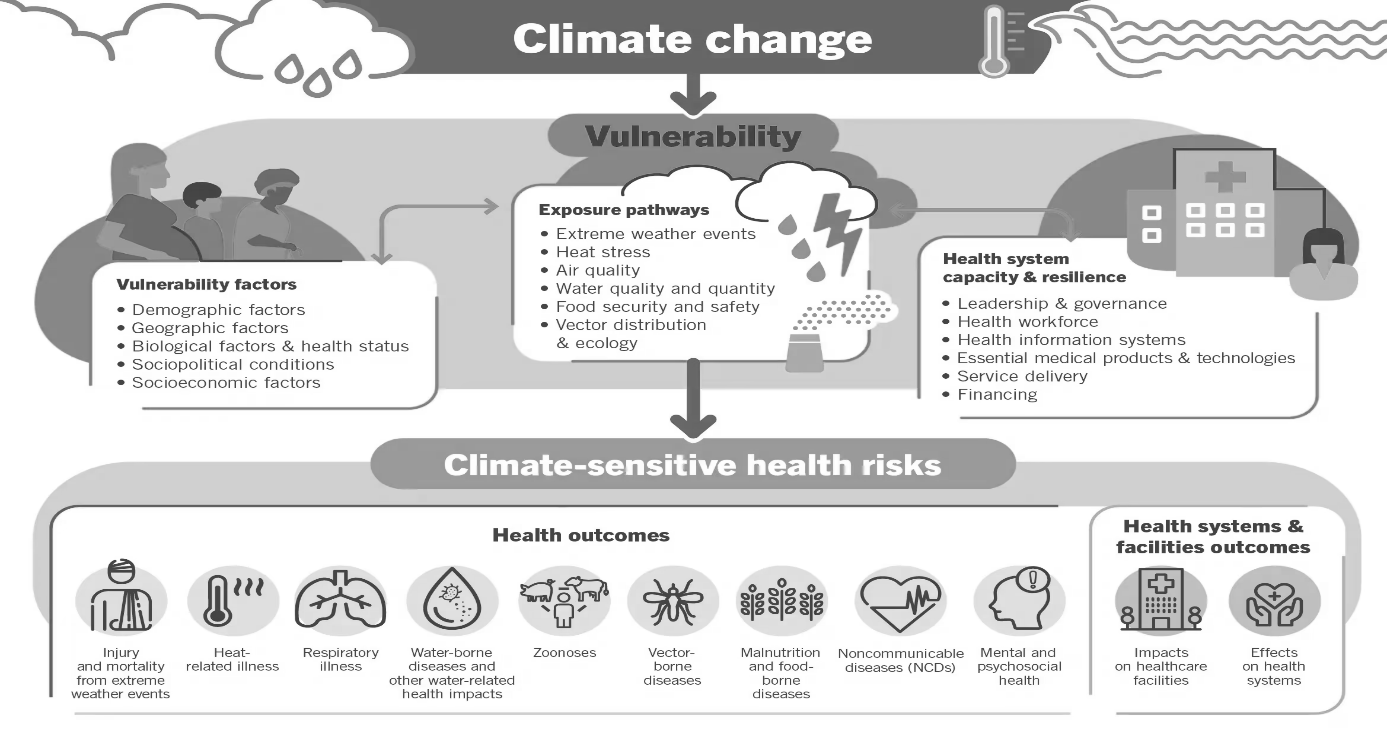 Climate change
Vulnerability
Vulnerability factors
• Demographic factors
• Geographic factors
• Biological factors & health status
• Sociopolitical conditions
• Socioeconomic factors
Exposure pathways
• Extreme weather events
• Heat stress
• Air quality
• Water quality and quantity
• Food security and safety
• Vector distribution
& ecology
Health system
capacity & resilience
• Leadership & governance
• Health workforce
• Health information systems
• Essential medical products & technologies
• Service delivery
• Financing
Climate-sensitive health risks
Health outcomes
Injury
and mortality
from extreme
weather events
Heat-
related illness
Respiratory
illness
Water-borne
diseases and
other water-related
health impacts
Zoonoses
Vector-
borne
diseases
Malnutrition
and food-
borne
diseases
Noncommunicable
diseases (NCDs)
Mental and
psychosocial
health
Health systems &
facilities outcomes
Impacts
on healthcare
facilities
Effects
on health
systems